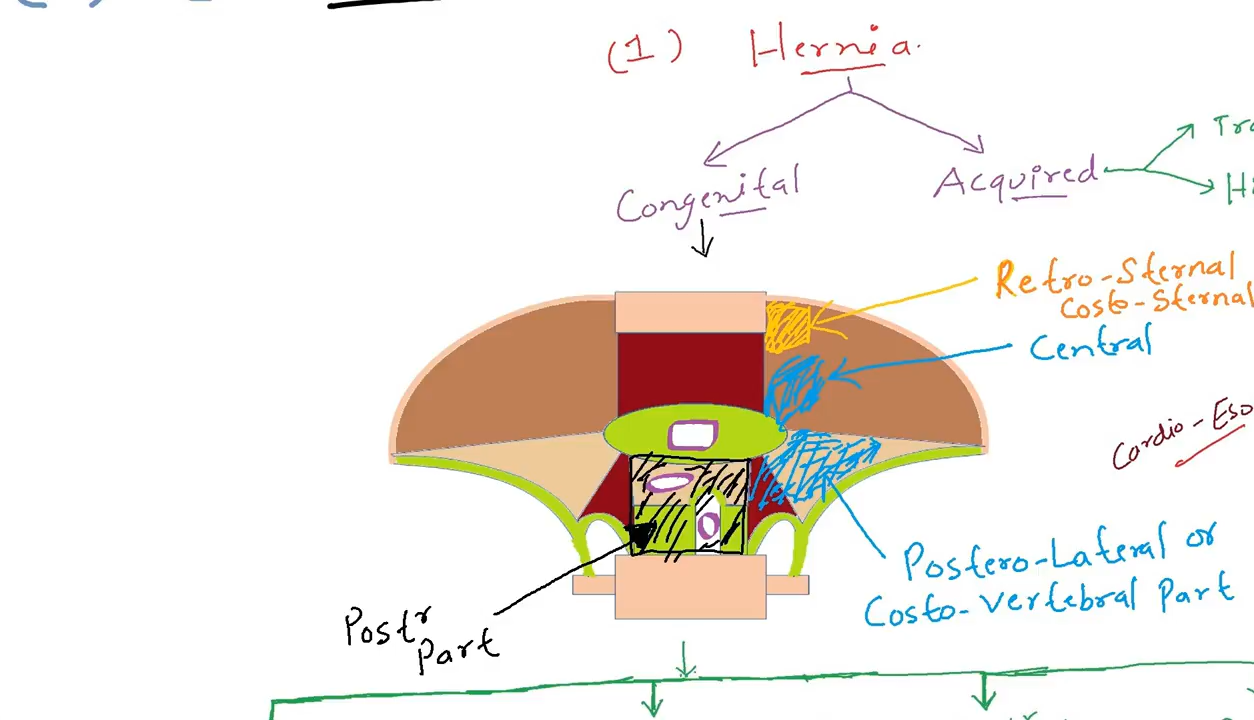 (1) Hernia.
Congenital
Acquired
Retro-Sternal
Costo-Sternal
Central
Cardio-Eso
Postero-Lateral or
Costo-Vertebral Part
Postr
Part